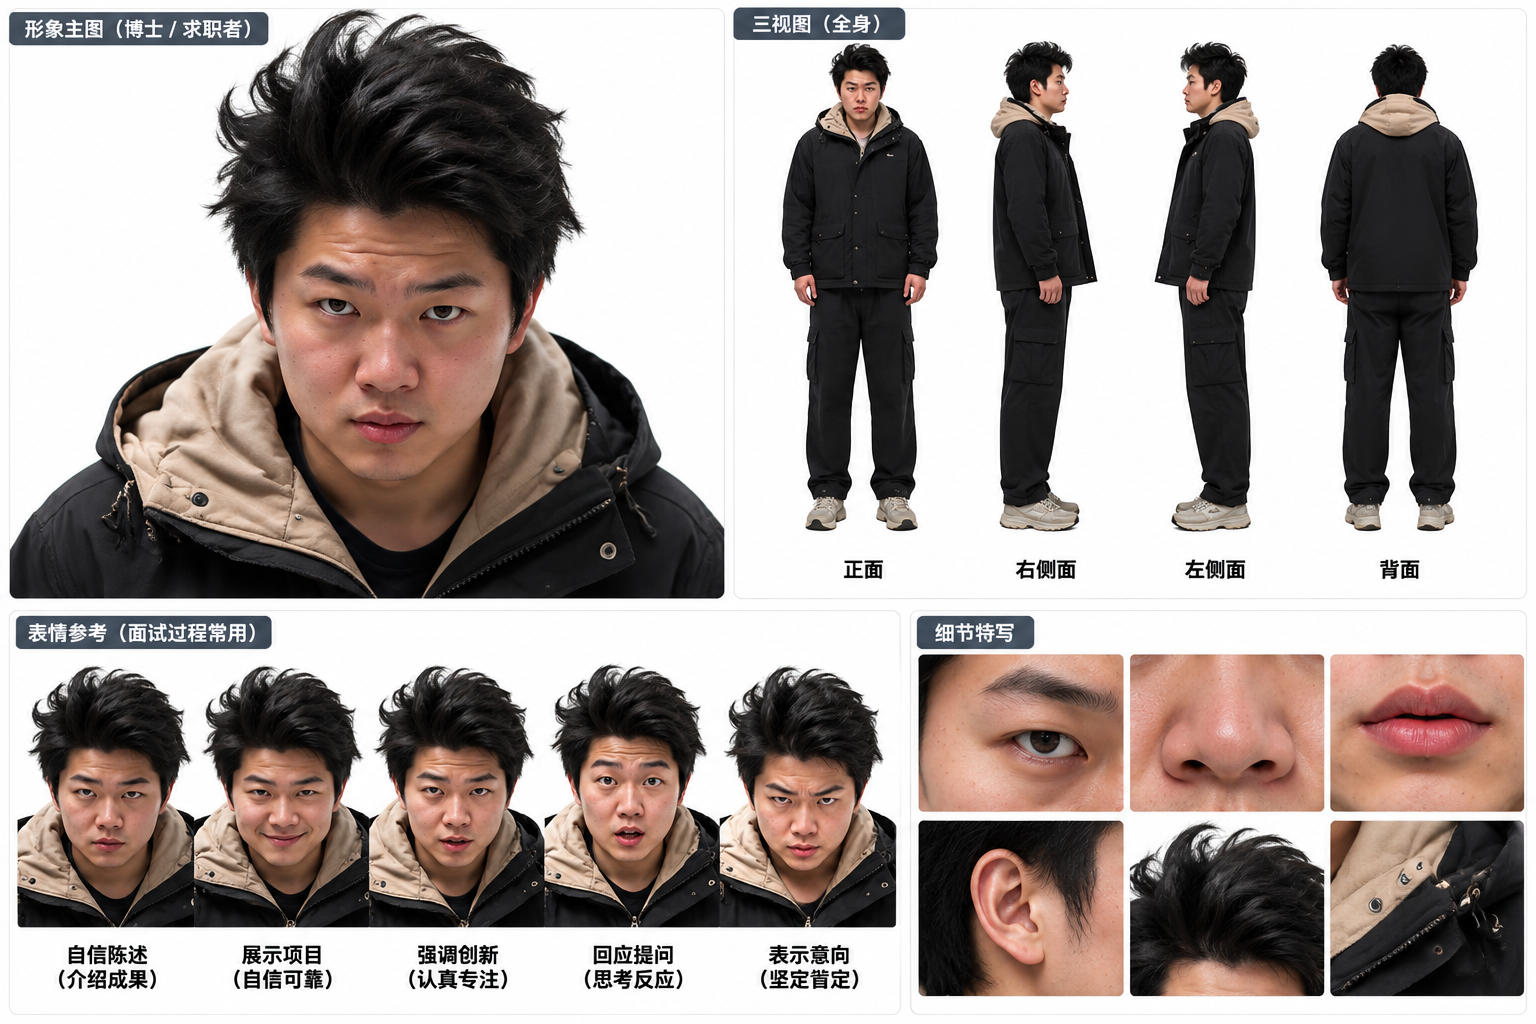 形象主图（博士 / 求职者）
三视图（全身）
正面
右侧面
左侧面
背面
表情参考（面试过程常用）
自信陈述
（介绍成果）
展示项目
（自信可靠）
强调创新
（认真专注）
回应提问
（思考反应）
表示意向
（坚定肯定）
细节特写